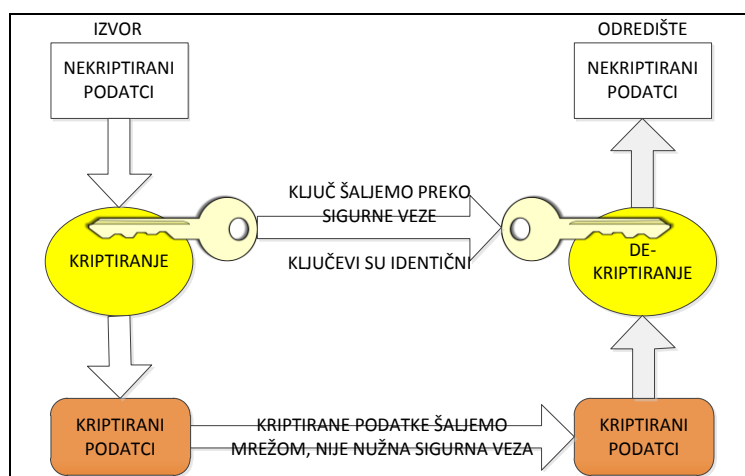 IZVOR
ODREDIŠTE
NEKRIPTIRANI
PODATCI
NEKRIPTIRANI
PODATCI
KLJUČ ŠALJEMO PREKO
SIGURNE VEZE
KRIPTIRANJE
KLJUČEVI SU IDENTIČNI
DE-
KRIPTIRANJE
KRIPTIRANI
PODATCI
KRIPTIRANE PODATKE ŠALJEMO
MREŽOM, NIJE NUŽNA SIGURNA VEZA
KRIPTIRANI
PODATCI